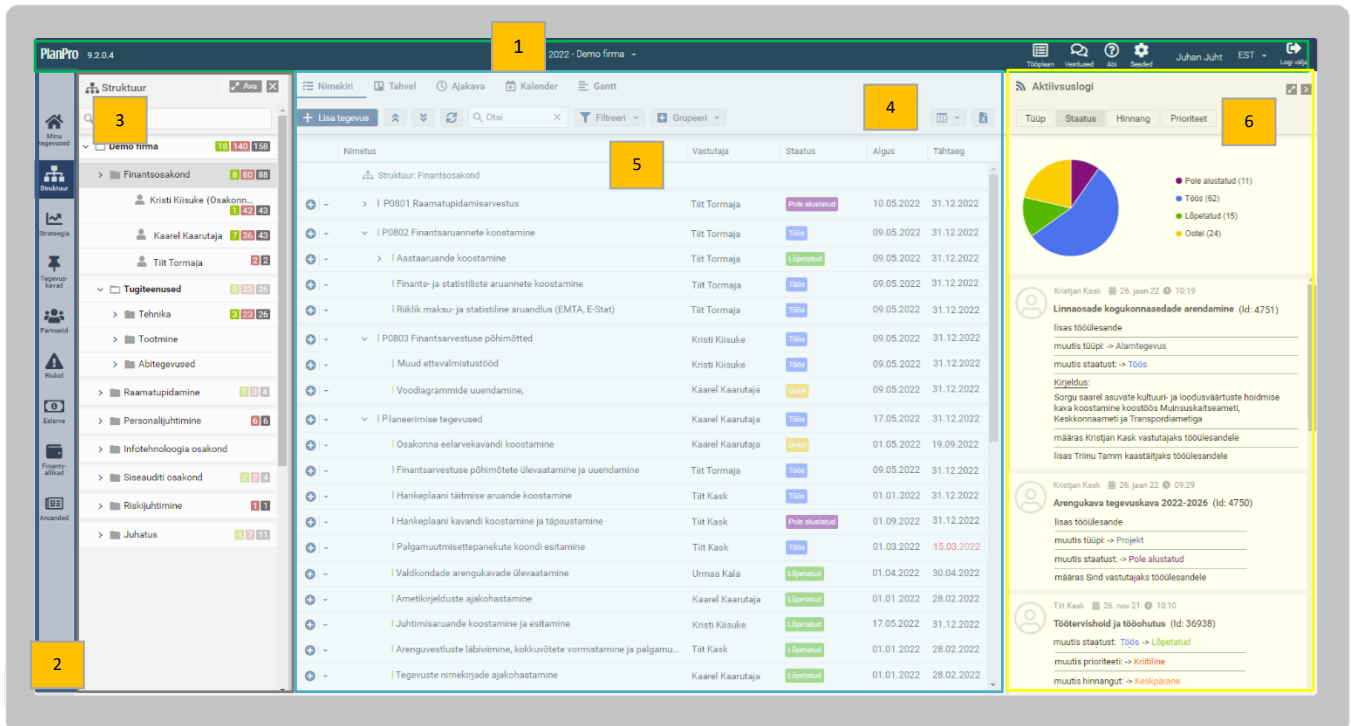 PlanPro 9.2.0.4
1
2022 - Demo firma
Tööplaan Vestlused Abi Seaded
Juhan Juht EST Logi välja
Minu tegevused
Struktuur
Strateegia
Tegevus-
kavad
Partnerid
Riskid
Eelarve
Finants-
allikad
Aruanded
2
Struktuur Ava
3
Demo firma 18 140 158
Finantsosakond 8 80 88
Kristi Kiisuke (Osakonn...
1 42 43
Kaarel Kaarutaja 7 36 43
Tiit Tormaja 2 2
Tugiteenused 3 23 26
Tehnika 3 23 26
Tootmine
Abitegevused
Raamatupidamine 1 3 4
Personalijuhtimine 6 6
Infotehnoloogia osakond
Siseauditi osakond 2 2 4
Riskijuhtimine 1 1
Juhatus 4 7 11
Nimekiri Tahvel Ajakava Kalender Gantt
4
Lisa tegevus Otsi Filtreeri Grupeeri
5
Nimetus Vastutaja Staatus Algus Tähtaeg
Struktuur: Finantsosakond
P0801 Raamatupidamisarvestus Tiit Tormaja Pole alustatud 10.05.2022 31.12.2022
P0802 Finantsaruannete koostamine Tiit Tormaja Töös 09.05.2022 31.12.2022
Aastaaruande koostamine Tiit Tormaja Lõpetatud 09.05.2022 31.12.2022
Finants- ja statistiliste aruannete koostamine Tiit Tormaja Töös 09.05.2022 31.12.2022
Riiklik maksu- ja statistiline aruandlus (EMTA, E-Stat) Tiit Tormaja Töös 09.05.2022 31.12.2022
P0803 Finantsarvestuse põhimõtted Kristi Kiisuke Töös 09.05.2022 31.12.2022
Muud ettevalmistustööd Kristi Kiisuke Töös 09.05.2022 31.12.2022
Voodiagrammide uuendamine, Kaarel Kaarutaja Ootel 09.05.2022 31.12.2022
Planeerimise tegevused Kaarel Kaarutaja Töös 17.05.2022 31.12.2022
Osakonna eelarvekavandi koostamine Kaarel Kaarutaja Ootel 01.05.2022 19.09.2022
Finantsarvestuse põhimõtete ülevaatamine ja uuendamine Tiit Tormaja Töös 09.05.2022 31.12.2022
Hankeplaani täitmise aruande koostamine Tiit Kask Töös 01.01.2022 31.12.2022
Hankeplaani kavandi koostamine ja täpsustamine Tiit Kask Pole alustatud 01.09.2022 31.12.2022
Palgamuutmisettepanekute koondi esitamine Tiit Kask Töös 01.03.2022 15.03.2022
Valdkondade arengukavade ülevaatamine Urmas Kala Lõpetatud 01.04.2022 30.04.2022
Ametikirjelduste ajakohastamine Kaarel Kaarutaja Lõpetatud 01.01.2022 28.02.2022
Juhtimisaruande koostamine ja esitamine Kristi Kiisuke Lõpetatud 17.05.2022 31.12.2022
Arenguvestluste läbiviimine, kokkuvõtete vormistamine ja palgamu... Tiit Kask Lõpetatud 01.01.2022 28.02.2022
Tegevuste nimekirjade ajakohastamine Kaarel Kaarutaja Lõpetatud 01.01.2022 28.02.2022
Aktiivsuslogi
6
Tüüp Staatus Hinnang Prioriteet
Pole alustatud (11)
Töös (62)
Lõpetatud (15)
Ootel (24)
Kristjan Kask 26. jaan 22 10:19
Linnaosade kogukonnaaedade arendamine (Id: 4751)
lisas tööülesande
muutis tüüpi: -> Alamtegevus
muutis staatust: -> Töös
Kirjeldus:
Sorgu saarel asuvate kultuuri- ja loodusväärtuste hoidmise
kava koostamine koostöös Muinsuskaitseameti,
Keskkonnaameti ja Transpordiametiga
määras Kristjan Kask vastutajaks tööülesandele
lisas Triinu Tamm kaastäitjaks tööülesandele
Kristjan Kask 26. jaan 22 09:29
Arengukava tegevuskava 2022-2026 (Id: 4750)
lisas tööülesande
muutis tüüpi: -> Projekt
muutis staatust: -> Pole alustatud
määras Sind vastutajaks tööülesandele
Tiit Kask 26. nov 21 10:10
Töötervishoid ja tööohutus (Id: 36938)
muutis staatust: Töös -> Lõpetatud
muutis prioriteeti: -> Kriitiline
muutis hinnangut: -> Keskpärane